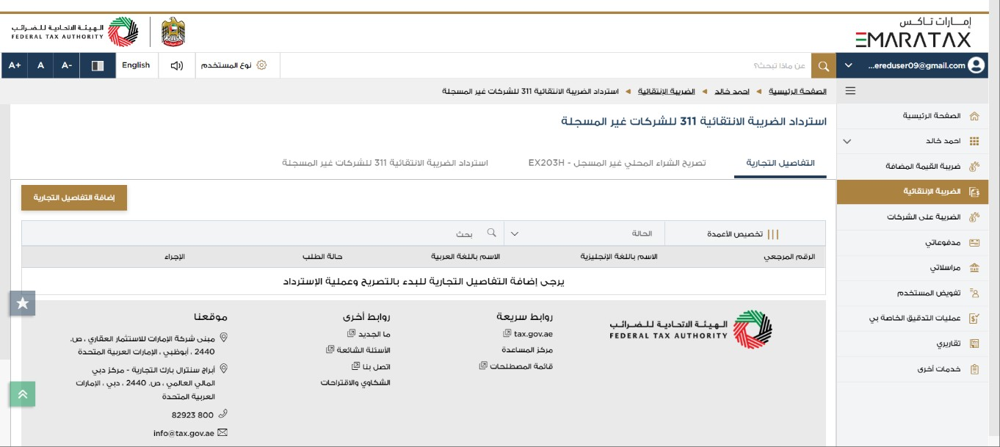 إمـــارات تـاكــس
EMARATAX
الهيئة الاتحادية للضرائب
FEDERAL TAX AUTHORITY
...ereduser09@gmail.com
عن ماذا تبحث؟
نوع المستخدم
English
A-
A
A+
الصفحة الرئيسية
احمد خالد
الضريبة الإنتقائية
استرداد الضريبة الانتقائية 311 للشركات غير المسجلة
الصفحة الرئيسية
احمد خالد
ضريبة القيمة المضافة
الضريبة الإنتقائية
الضريبة على الشركات
مدفوعاتي
مراسلاتي
تفويض المستخدم
عمليات التدقيق الخاصة بي
تقاريري
خدمات أخرى
استرداد الضريبة الانتقائية 311 للشركات غير المسجلة
التفاصيل التجارية
تصريح الشراء المحلي غير المسجل - EX203H
استرداد الضريبة الانتقائية 311 للشركات غير المسجلة
إضافة التفاصيل التجارية
تخصيص الأعمدة
الحالة
بحث
الرقم المرجعي
الاسم باللغة الإنجليزية
الاسم باللغة العربية
حالة الطلب
الإجراء
يرجى إضافة التفاصيل التجارية للبدء بالتصريح وعملية الإسترداد
الهيئة الاتحادية للضرائب
FEDERAL TAX AUTHORITY
روابط سريعة
tax.gov.ae
مركز المساعدة
قائمة المصطلحات
روابط أخرى
ما الجديد
الأسئلة الشائعة
اتصل بنا
الشكاوي والاقتراحات
موقعنا
مبنى شركة الإمارات للاستثمار العقاري ، ص.
2440 ، أبوظبي ، الإمارات العربية المتحدة
أبراج سنترال بارك التجارية - مركز دبي
المالي العالمي ، ص. 2440 ، دبي ، الإمارات
العربية المتحدة
800 82923
info@tax.gov.ae